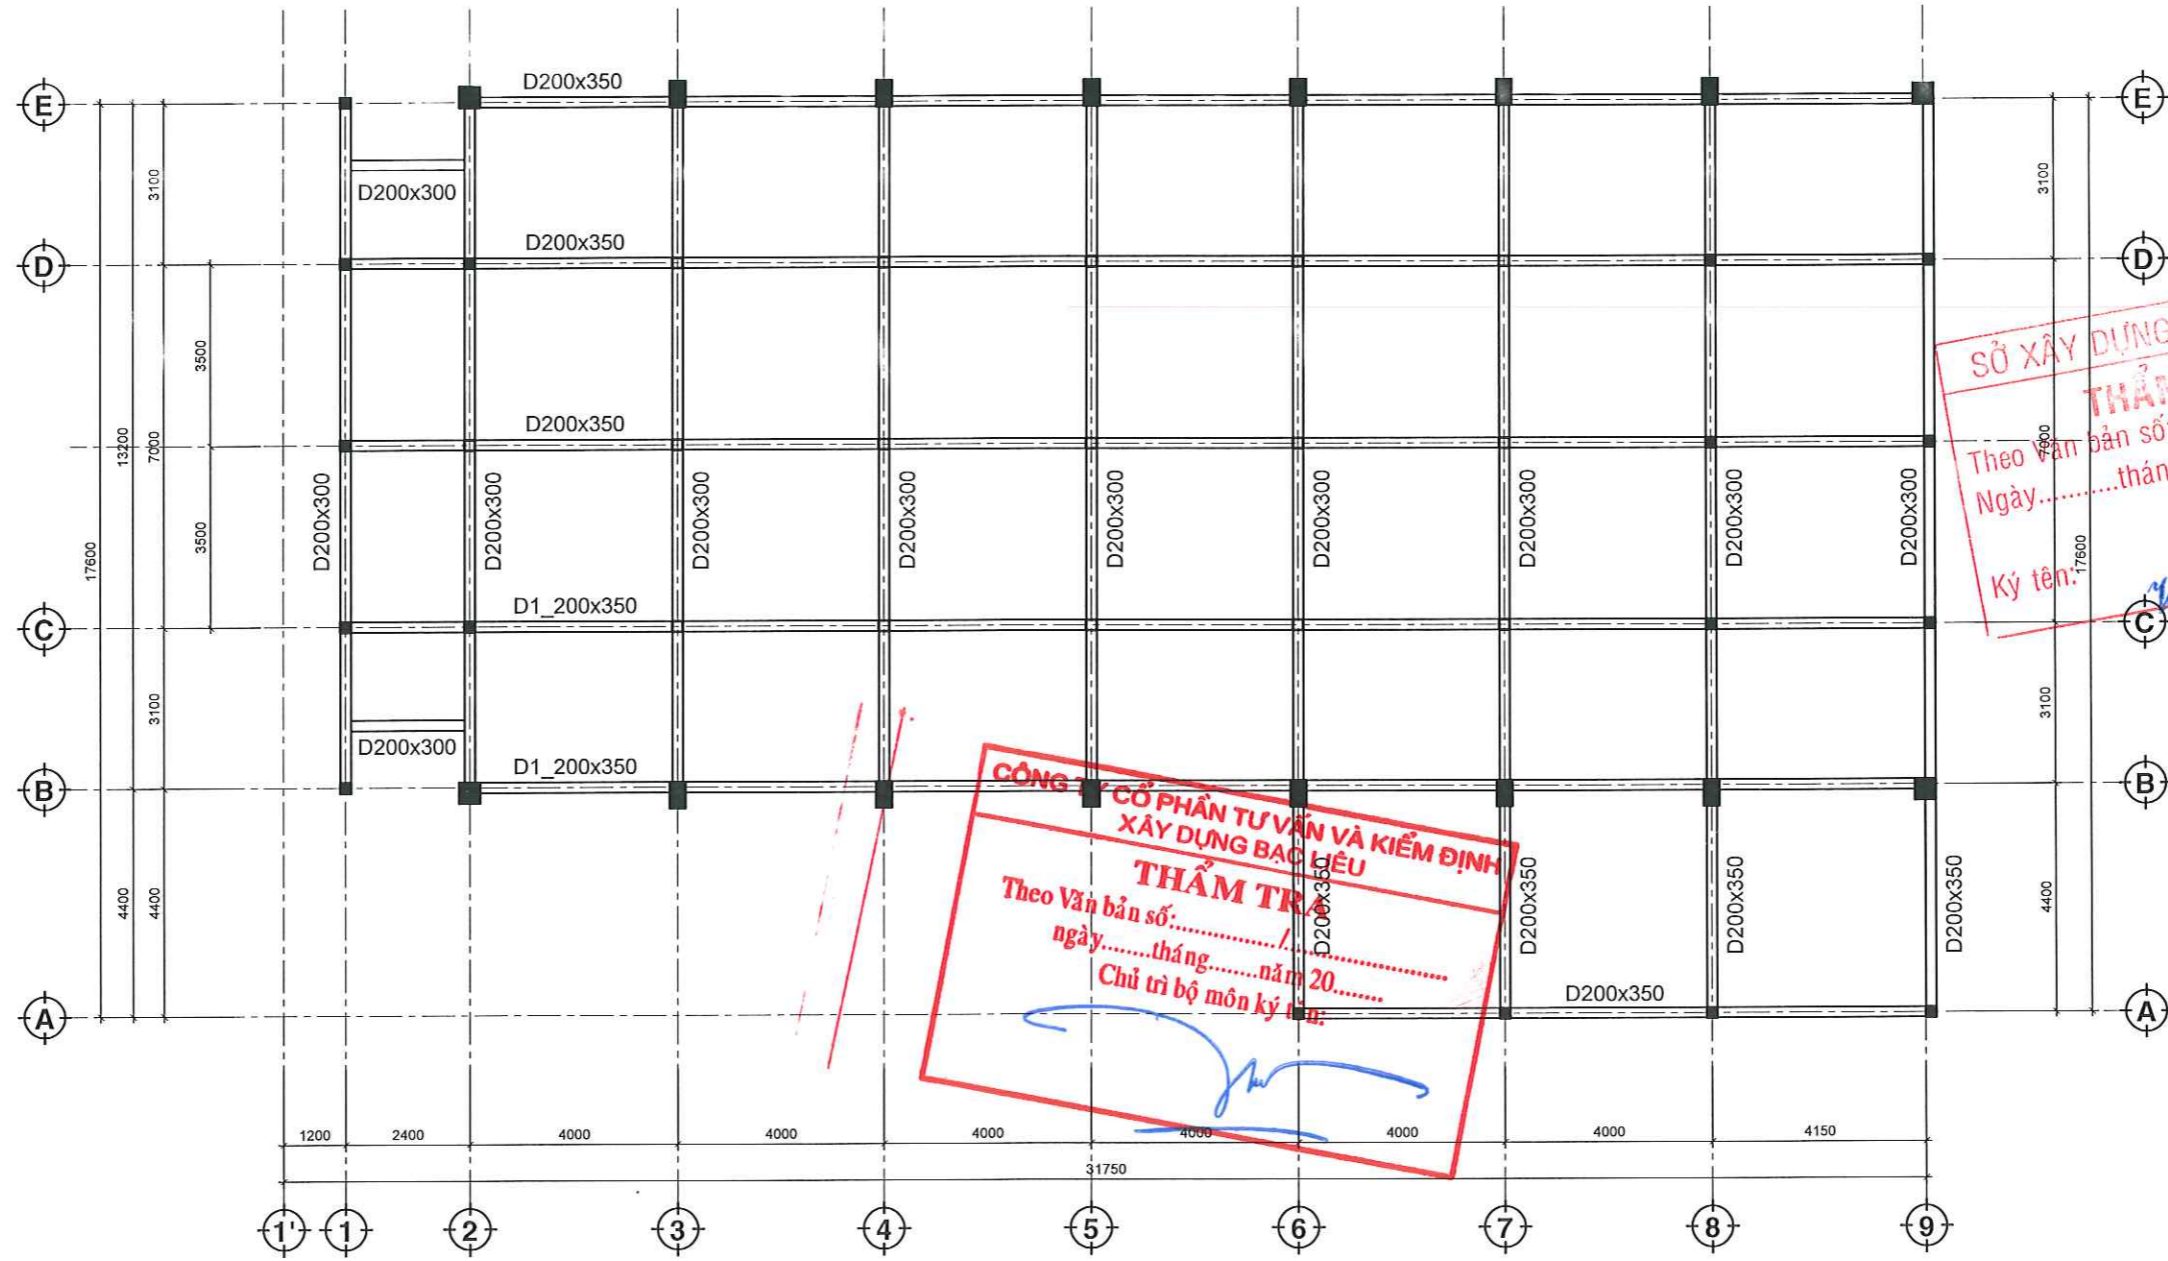 D200x350
E
E
3100
3100
D200x300
D200x350
D
D
SỞ XÂY DỰNG
3500
THẨM
13200
7000
D200x350
7000
Theo Văn bản số
Ngày..........thán
D200x300
D200x300
D200x300
D200x300
D200x300
D200x300
D200x300
D200x300
D200x300
3500
17600
17600
Ký tên:
D1_200x350
C
C
3100
3100
D200x300
D1_200x350
B
B
CÔNG TY CỔ PHẦN TƯ VẤN VÀ KIỂM ĐỊNH
XÂY DỰNG BẠC LIÊU
THẨM TRA
Theo Văn bản số:............../.....................
ngày.......tháng.......năm 20........
Chủ trì bộ môn ký tên:
D200x350
D200x350
D200x350
D200x350
4400
4400
4400
D200x350
A
A
1200
2400
4000
4000
4000
4000
4000
4000
4150
31750
1'
1
2
3
4
5
6
7
8
9